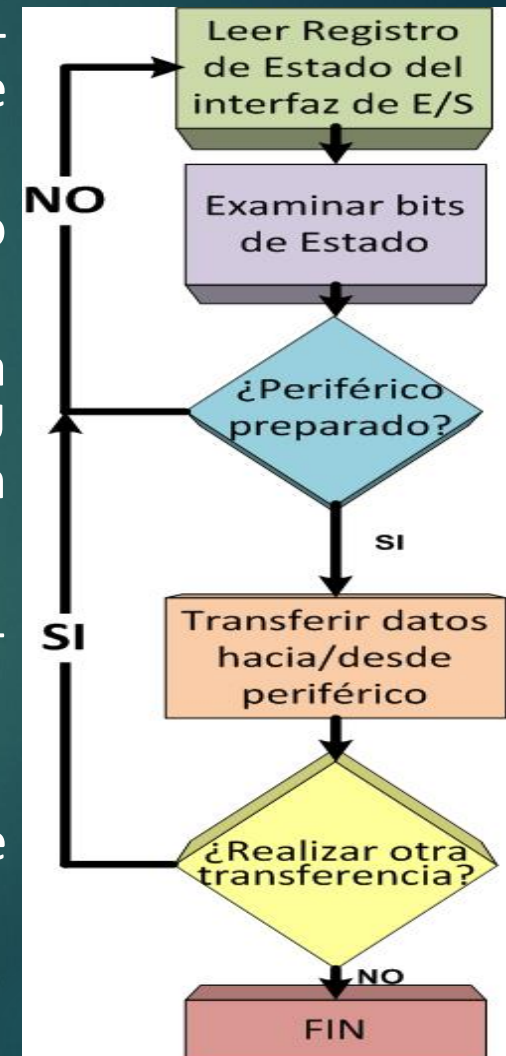 Leer Registro
de Estado del
interfaz de E/S
NO
Examinar bits
de Estado
¿Periférico
preparado?
SI
Transferir datos
hacia/desde
periférico
SI
¿Realizar otra
transferencia?
NO
FIN